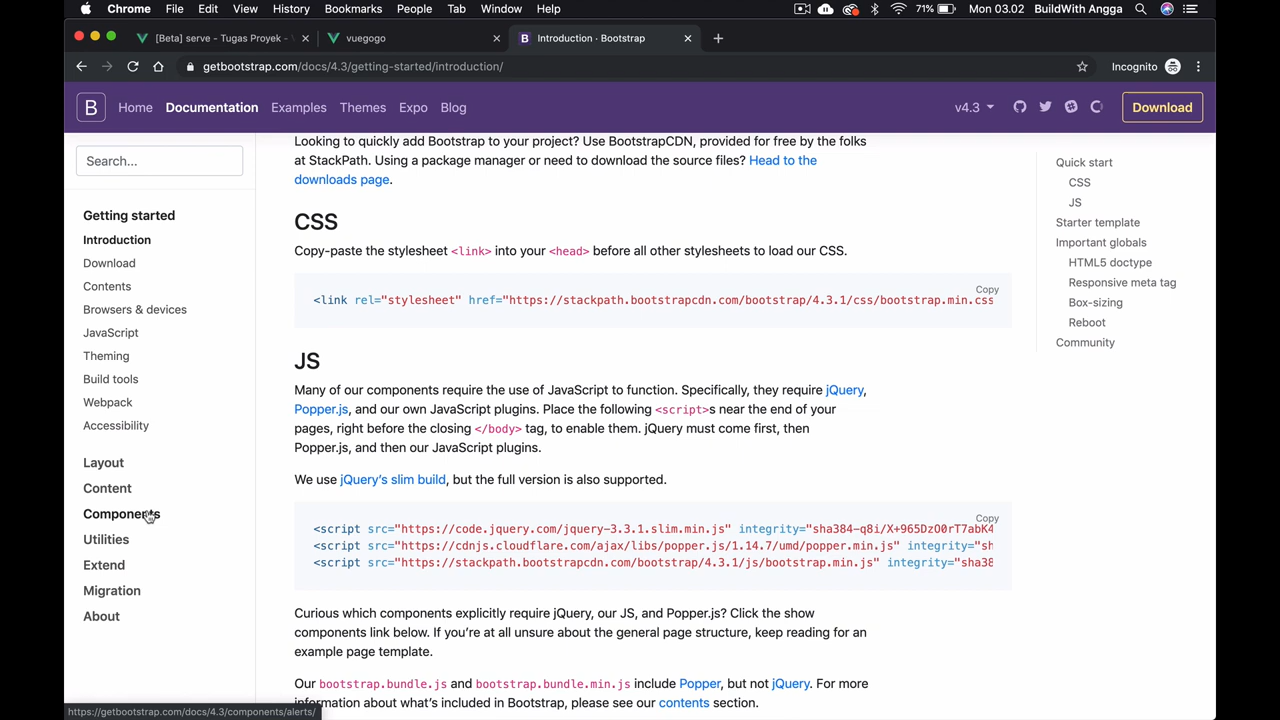 Chrome File Edit View History Bookmarks People Tab Window Help 71% Mon 03.02 BuildWith Angga
[Beta] serve - Tugas Proyek - vuegogo Introduction · Bootstrap
getbootstrap.com/docs/4.3/getting-started/introduction/ Incognito
B Home Documentation Examples Themes Expo Blog v4.3 Download
Search...
Getting started
Introduction
Download
Contents
Browsers & devices
JavaScript
Theming
Build tools
Webpack
Accessibility
Layout
Content
Components
Utilities
Extend
Migration
About
Looking to quickly add Bootstrap to your project? Use BootstrapCDN, provided for free by the folks
at StackPath. Using a package manager or need to download the source files? Head to the
downloads page.
CSS
Copy-paste the stylesheet <link> into your <head> before all other stylesheets to load our CSS.
Copy
<link rel="stylesheet" href="https://stackpath.bootstrapcdn.com/bootstrap/4.3.1/css/bootstrap.min.css
JS
Many of our components require the use of JavaScript to function. Specifically, they require jQuery,
Popper.js, and our own JavaScript plugins. Place the following <script>s near the end of your
pages, right before the closing </body> tag, to enable them. jQuery must come first, then
Popper.js, and then our JavaScript plugins.
We use jQuery's slim build, but the full version is also supported.
Copy
<script src="https://code.jquery.com/jquery-3.3.1.slim.min.js" integrity="sha384-q8i/X+965DzO0rT7abK4
<script src="https://cdnjs.cloudflare.com/ajax/libs/popper.js/1.14.7/umd/popper.min.js" integrity="sh
<script src="https://stackpath.bootstrapcdn.com/bootstrap/4.3.1/js/bootstrap.min.js" integrity="sha38
Curious which components explicitly require jQuery, our JS, and Popper.js? Click the show
components link below. If you're at all unsure about the general page structure, keep reading for an
example page template.
Our bootstrap.bundle.js and bootstrap.bundle.min.js include Popper, but not jQuery. For more
information about what's included in Bootstrap, please see our contents section.
Quick start
CSS
JS
Starter template
Important globals
HTML5 doctype
Responsive meta tag
Box-sizing
Reboot
Community
https://getbootstrap.com/docs/4.3/components/alerts/